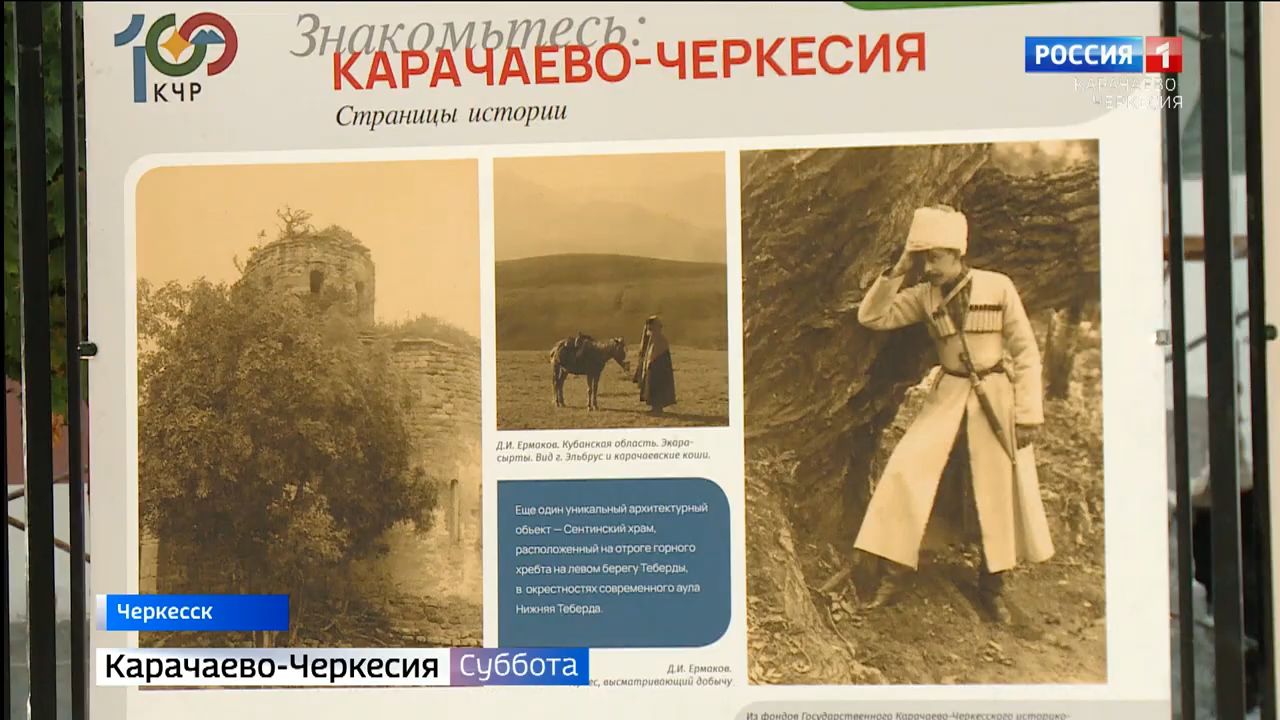 Знакомьтесь:
КАРАЧАЕВО-ЧЕРКЕСИЯ
Страницы истории
100
КЧР
РОССИЯ 1
КАРАЧАЕВО
ЧЕРКЕСИЯ
Д.И. Ермаков. Кубанская область. Экара-
сырты. Вид г. Эльбрус и карачаевские коши.
Еще один уникальный архитектурный
объект — Сентинский храм,
расположенный на отроге горного
хребта на левом берегу Теберды,
в окрестностях современного аула
Нижняя Теберда.
Д.И. Ермаков.
высматривающий добычу
Из фондов Государственного Карачаево-Черкесского историко-
Черкесск
Карачаево-Черкесия Суббота